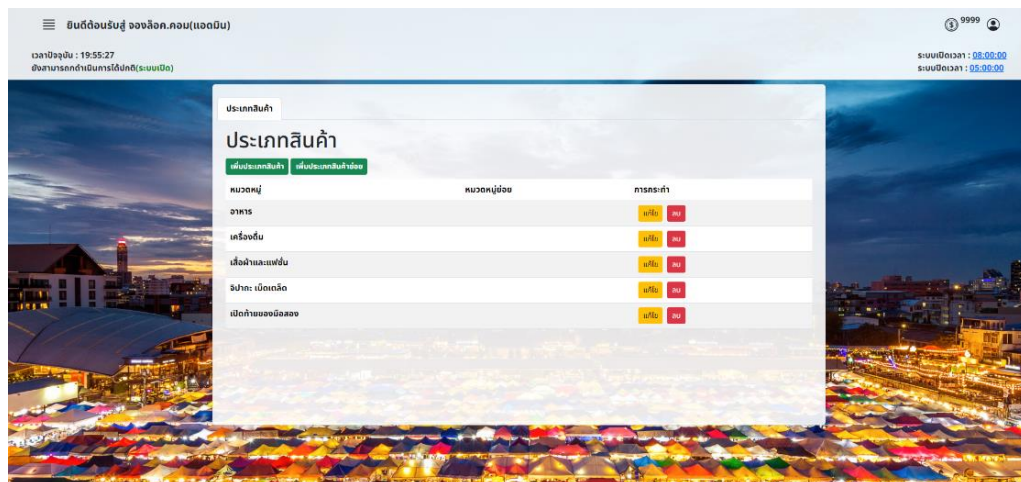 ยินดีต้อนรับสู่ จองล็อค.คอม(แอดมิน)
9999
เวลาปัจจุบัน : 19:55:27
ยังสามารถทำเนินการได้ปกติ(ระบบเปิด)
ระบบเปิดเวลา : 08:00:00
ระบบปิดเวลา : 05:00:00
ประเภทสินค้า
ประเภทสินค้า
เพิ่มประเภทสินค้า เพิ่มประเภทสินค้าย่อย
หมวดหมู่ หมวดหมู่ย่อย การกระทำ
อาหาร แก้ไข ลบ
เครื่องดื่ม แก้ไข ลบ
เสื้อผ้าและแฟชั่น แก้ไข ลบ
จิปาถะ เบ็ดเตล็ด แก้ไข ลบ
เปิดท้ายของมือสอง แก้ไข ลบ